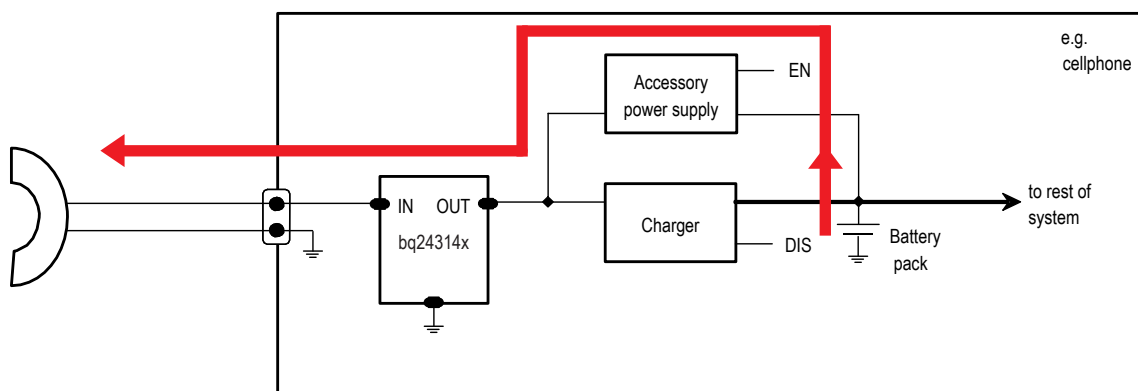 e.g.
cellphone
Accessory
power supply
EN
IN
OUT
bq24314x
Charger
DIS
Battery
pack
to rest of
system